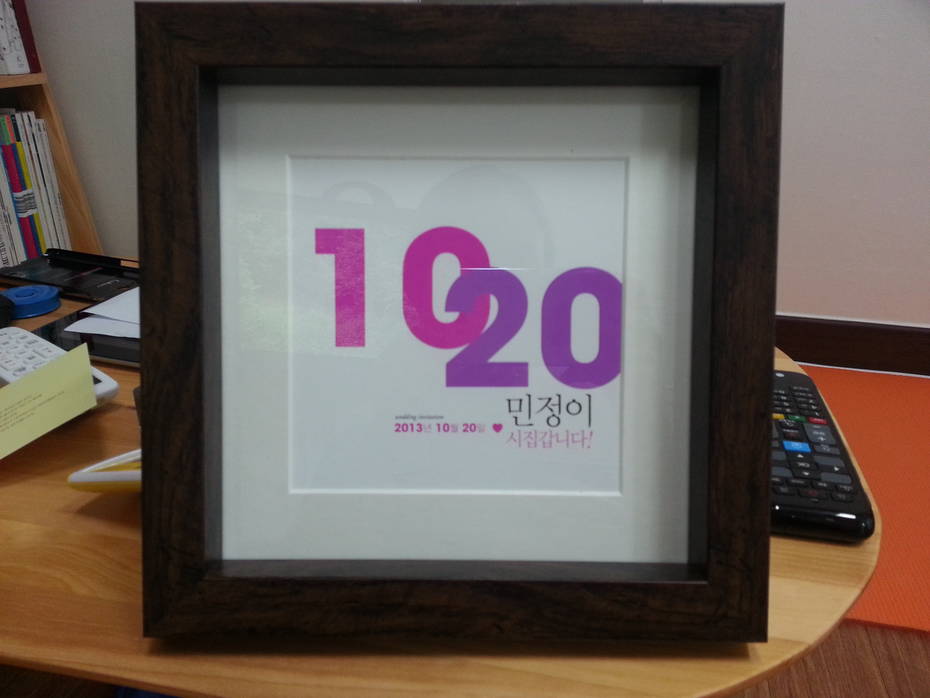 10
20
wedding invitation
2013년 10월 20일 ♥
민정이
시집갑니다!